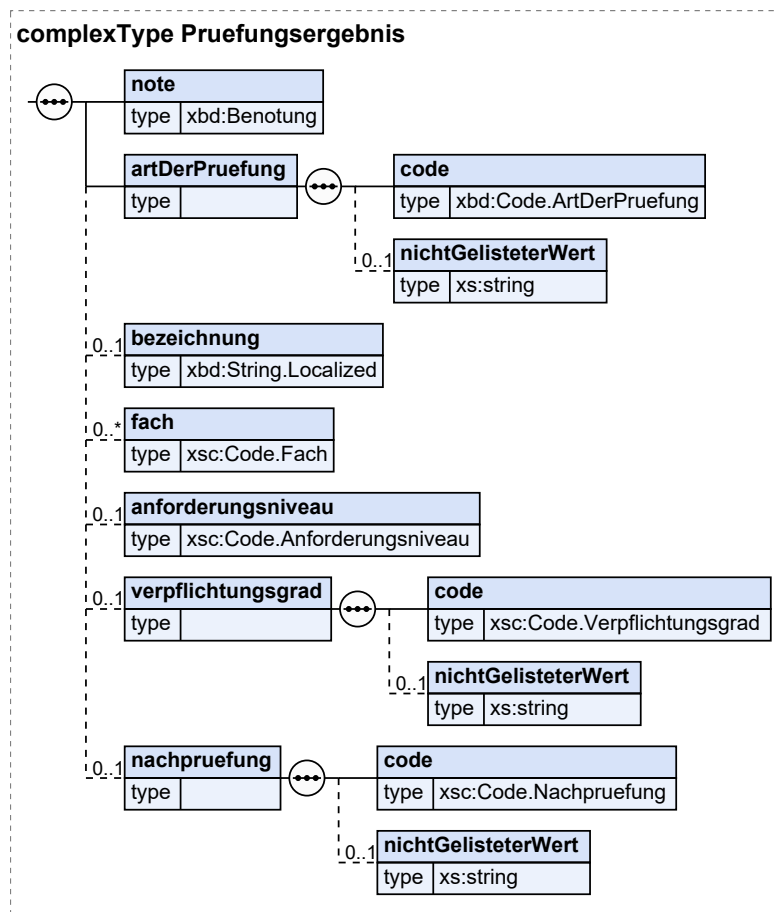 complexType Pruefungsergebnis
note
type xbd:Benotung
artDerPruefung
type
code
type xbd:Code.ArtDerPruefung
0..1 nichtGelisteterWert
type xs:string
0..1 bezeichnung
type xbd:String.Localized
0..* fach
type xsc:Code.Fach
0..1 anforderungsniveau
type xsc:Code.Anforderungsniveau
0..1 verpflichtungsgrad
type
code
type xsc:Code.Verpflichtungsgrad
0..1 nichtGelisteterWert
type xs:string
0..1 nachpruefung
type
code
type xsc:Code.Nachpruefung
0..1 nichtGelisteterWert
type xs:string